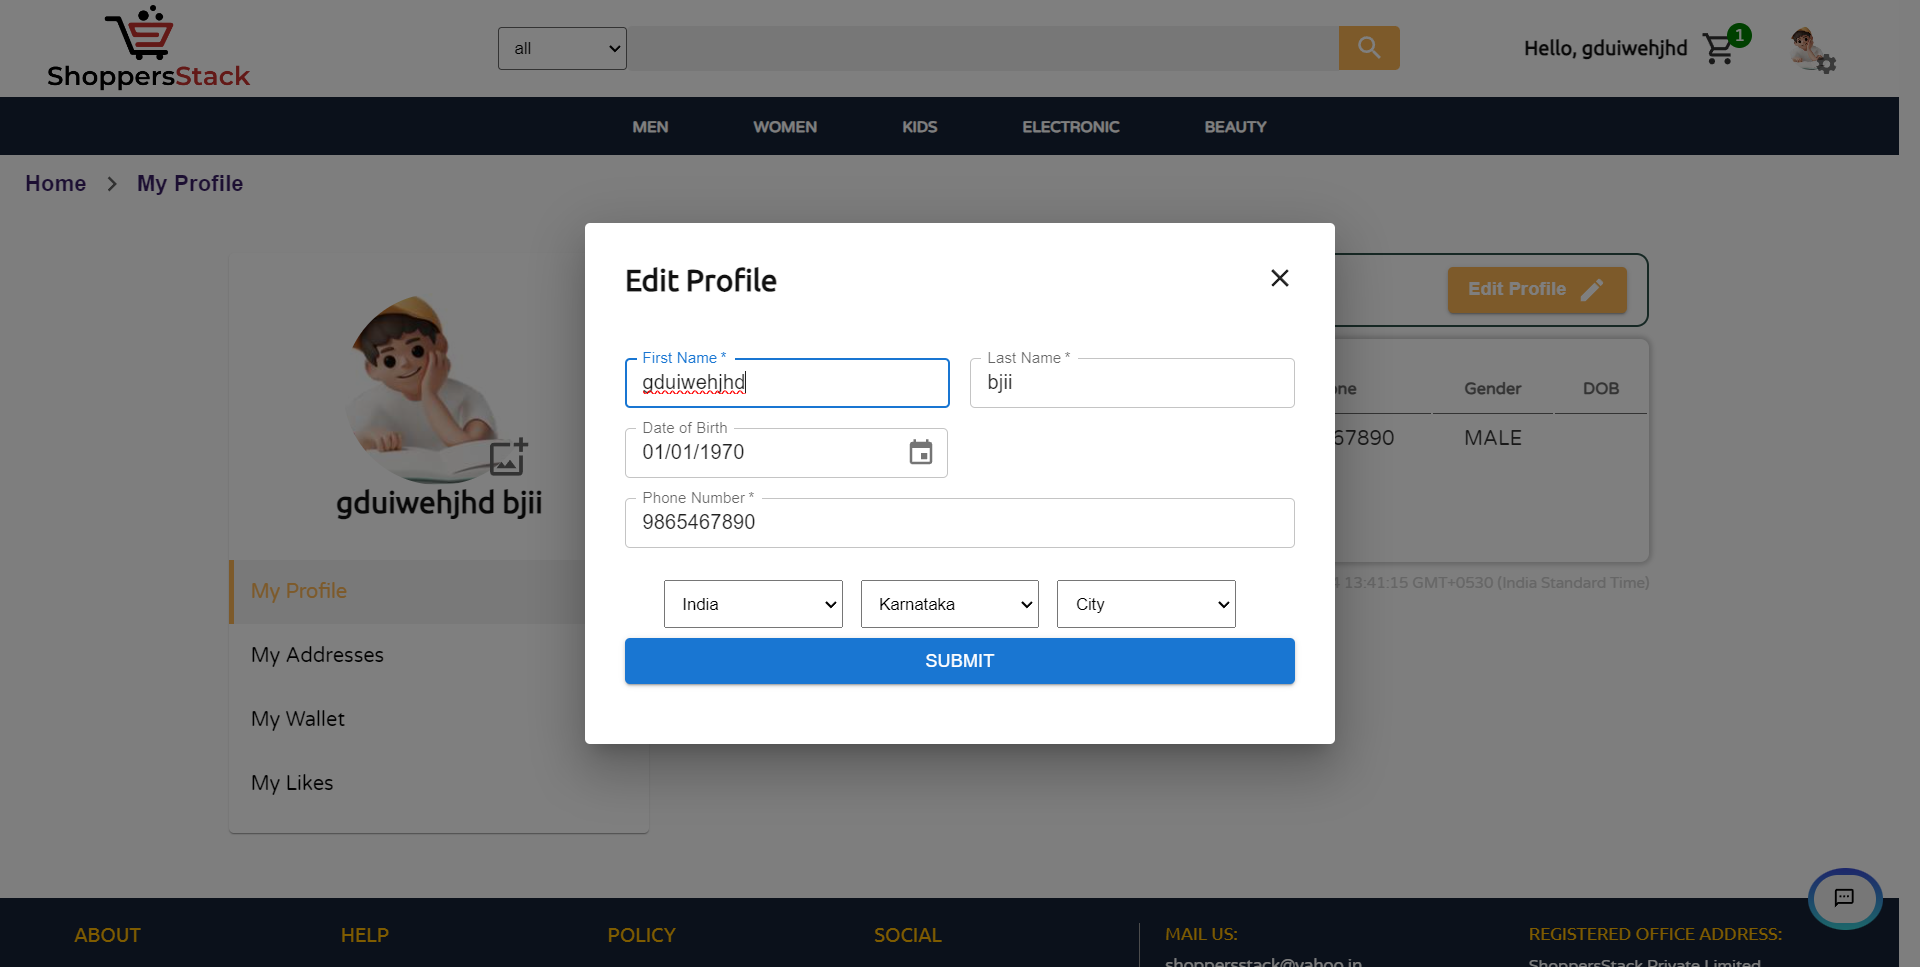 ShoppersStack
all
Hello, gduiwehjhd
1
MEN WOMEN KIDS ELECTRONIC BEAUTY
Home > My Profile
Edit Profile
Edit Profile
First Name *
gduiwehjhd
Last Name *
bjii
Gender DOB
Date of Birth
01/01/1970
67890 MALE
Phone Number *
9865467890
gduiwehjhd bjii
13:41:15 GMT+0530 (India Standard Time)
India Karnataka City
SUBMIT
My Profile
My Addresses
My Wallet
My Likes
ABOUT HELP POLICY SOCIAL MAIL US: REGISTERED OFFICE ADDRESS:
shoppersstack@yahoo.in ShoppersStack Private Limited